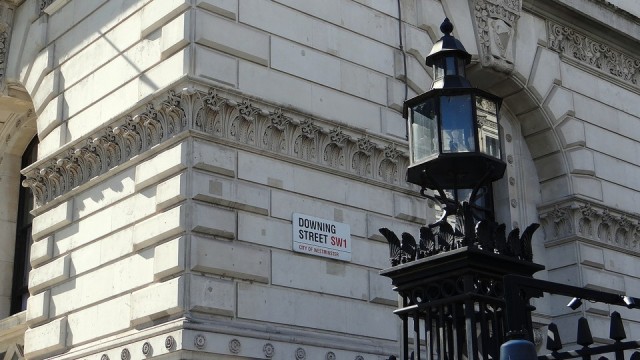 DOWNING
STREET SW1
CITY OF WESTMINSTER